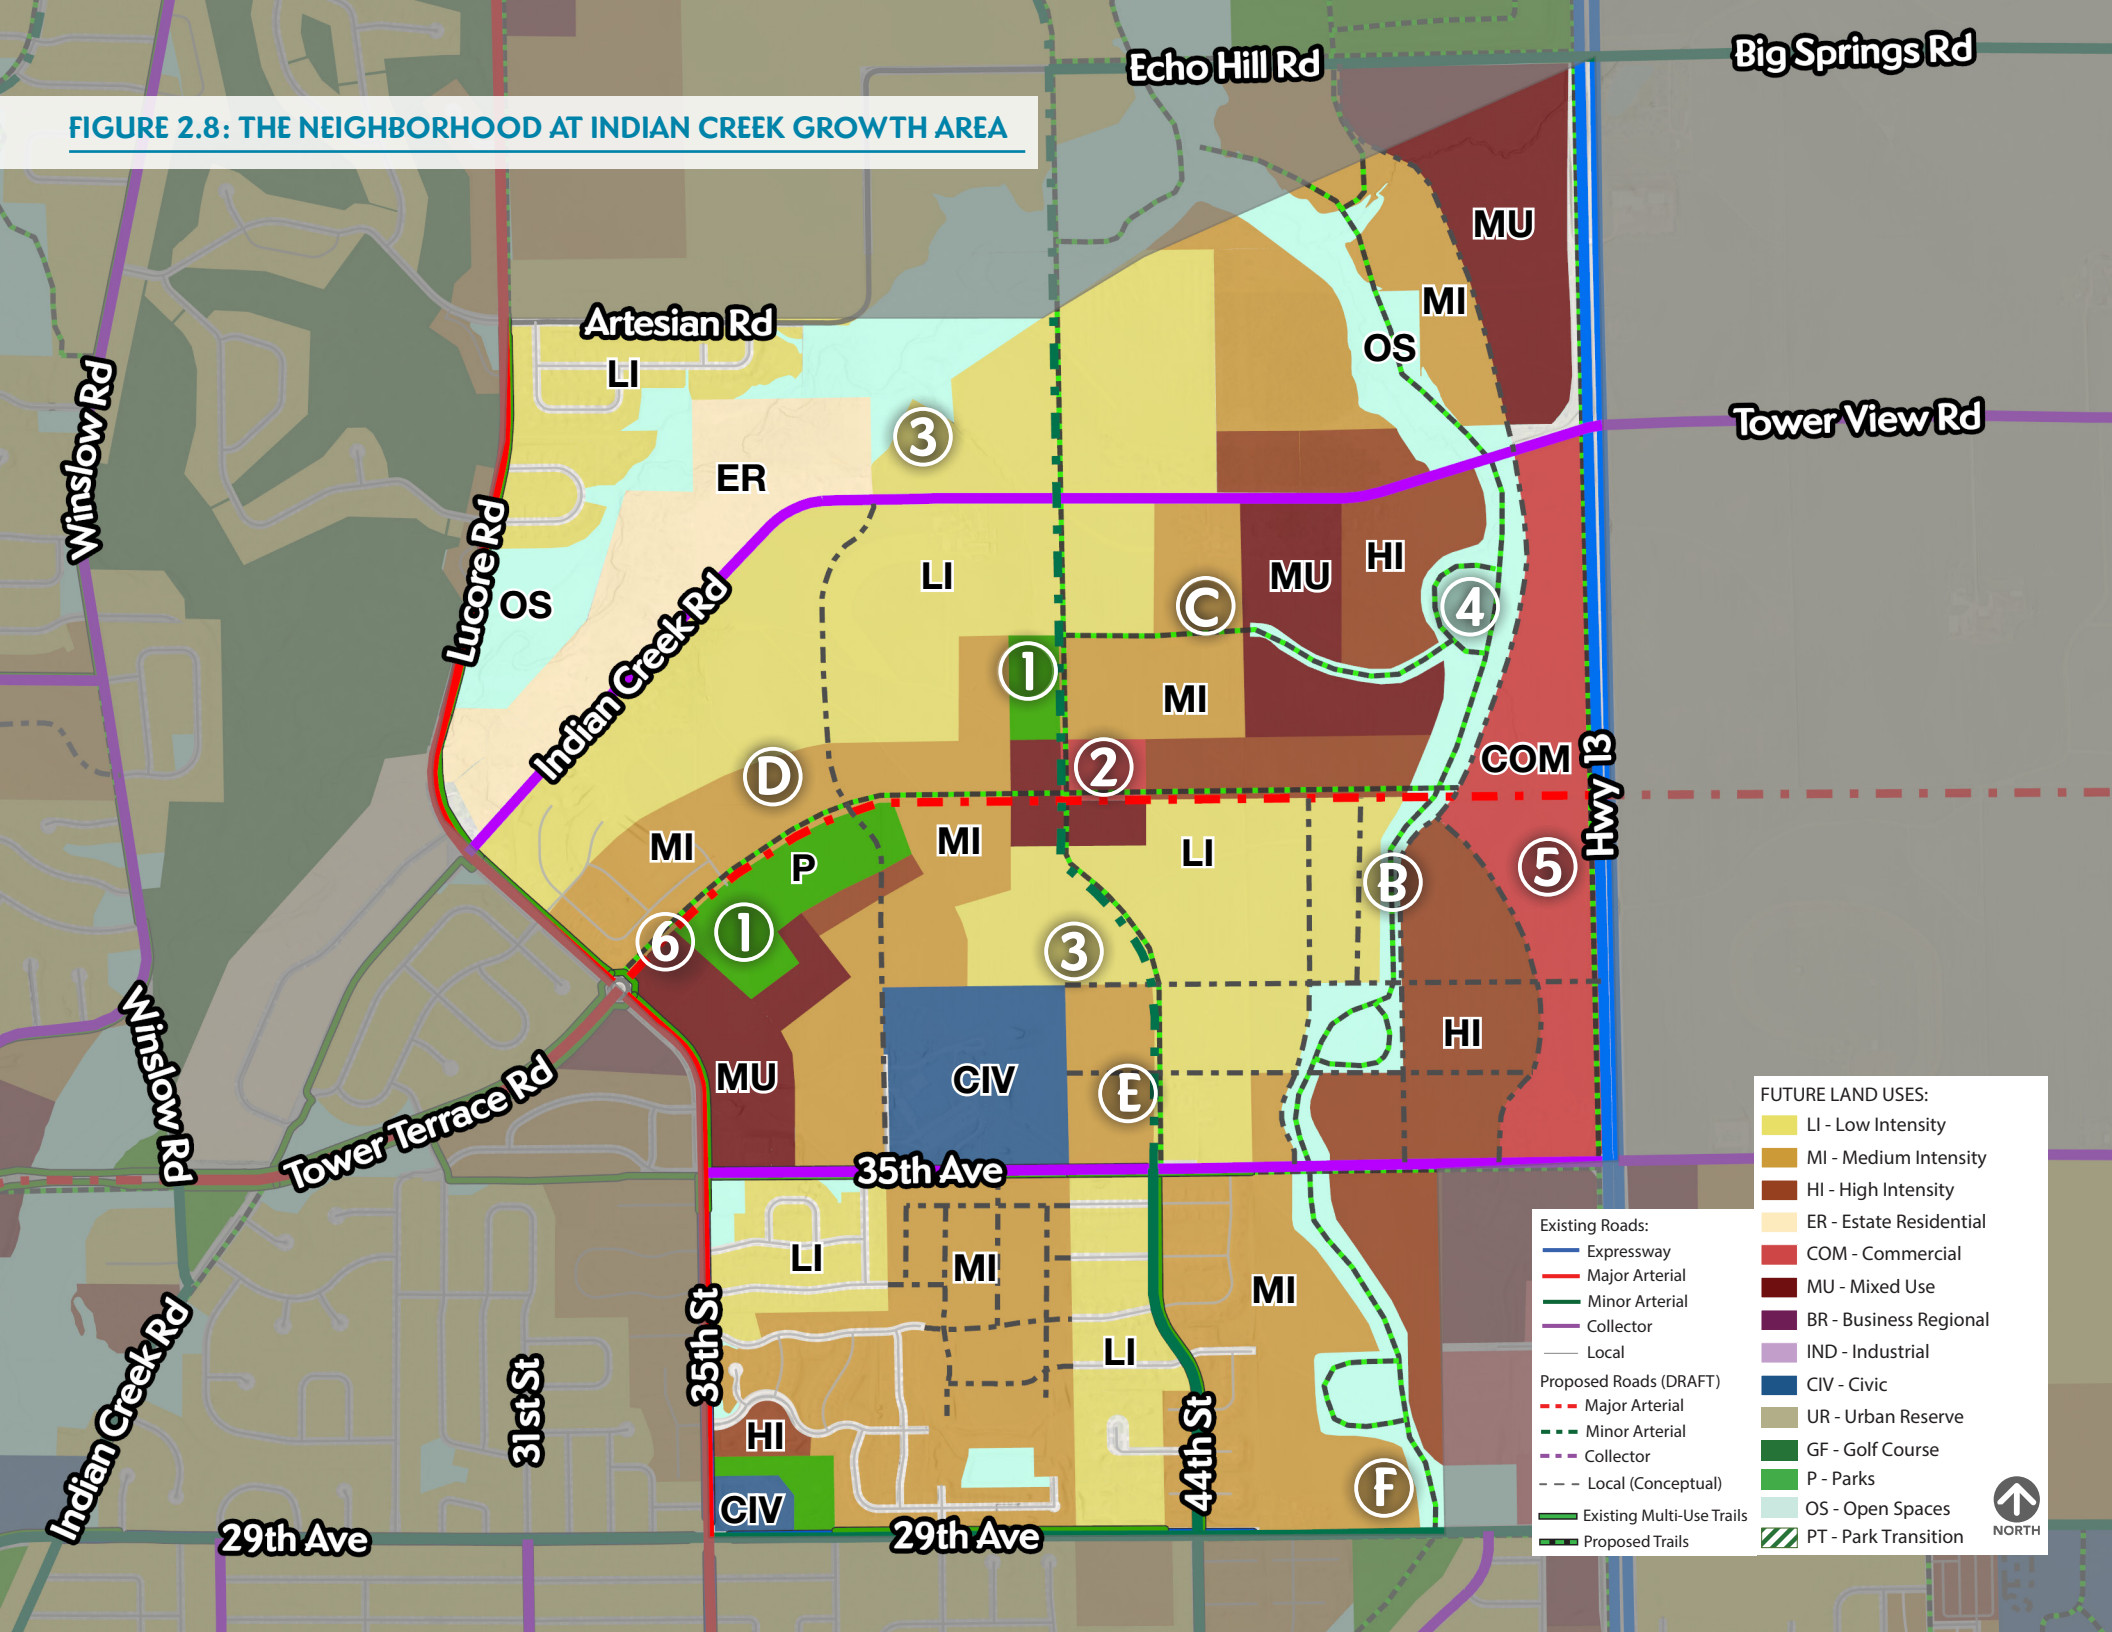 Echo Hill Rd
Big Springs Rd
FIGURE 2.8: THE NEIGHBORHOOD AT INDIAN CREEK GROWTH AREA
MU
MI
Artesian Rd
OS
LI
Winslow Rd
Tower View Rd
3
ER
Lucore Rd
HI
LI
MU
OS
C
4
Indian Creek Rd
1
MI
COM
Hwy 13
2
D
MI
MI
P
LI
5
B
6
1
3
Winslow Rd
HI
MU
CIV
E
Tower Terrace Rd
35th Ave
LI
MI
MI
35th St
LI
31st St
Indian Creek Rd
HI
44th St
F
CIV
29th Ave
29th Ave
Existing Roads:
Expressway
Major Arterial
Minor Arterial
Collector
Local
Proposed Roads (DRAFT)
Major Arterial
Minor Arterial
Collector
Local (Conceptual)
Existing Multi-Use Trails
Proposed Trails
FUTURE LAND USES:
LI - Low Intensity
MI - Medium Intensity
HI - High Intensity
ER - Estate Residential
COM - Commercial
MU - Mixed Use
BR - Business Regional
IND - Industrial
CIV - Civic
UR - Urban Reserve
GF - Golf Course
P - Parks
OS - Open Spaces
PT - Park Transition
NORTH